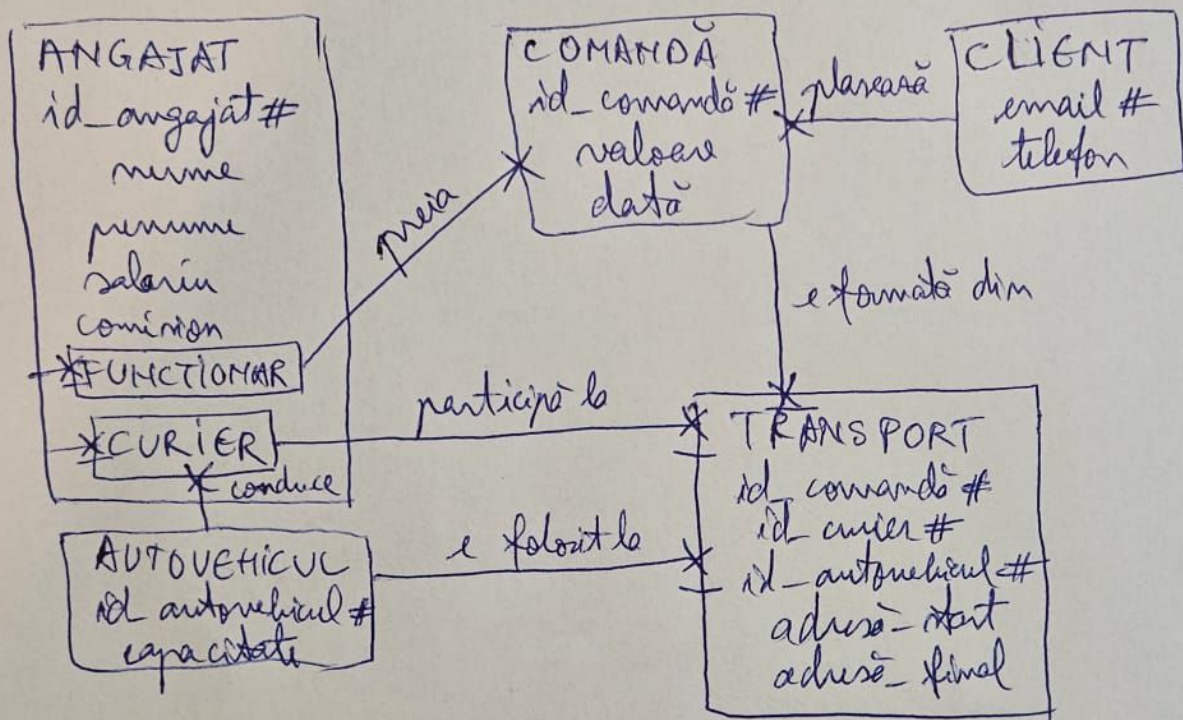 ANGAJAT
id_angajat #
nume
prenume
salariu
comision
FUNCTIONAR
CURIER
preia
COMANDĂ
id_comandă #
valoare
dată
plasează
CLIENT
email #
telefon
e formată din
participă la
conduce
AUTOVEHICUL
id_autovehicul #
capacitate
e folosit la
TRANSPORT
id_comandă #
id_curier #
id_autovehicul #
adresă_start
adresă_final